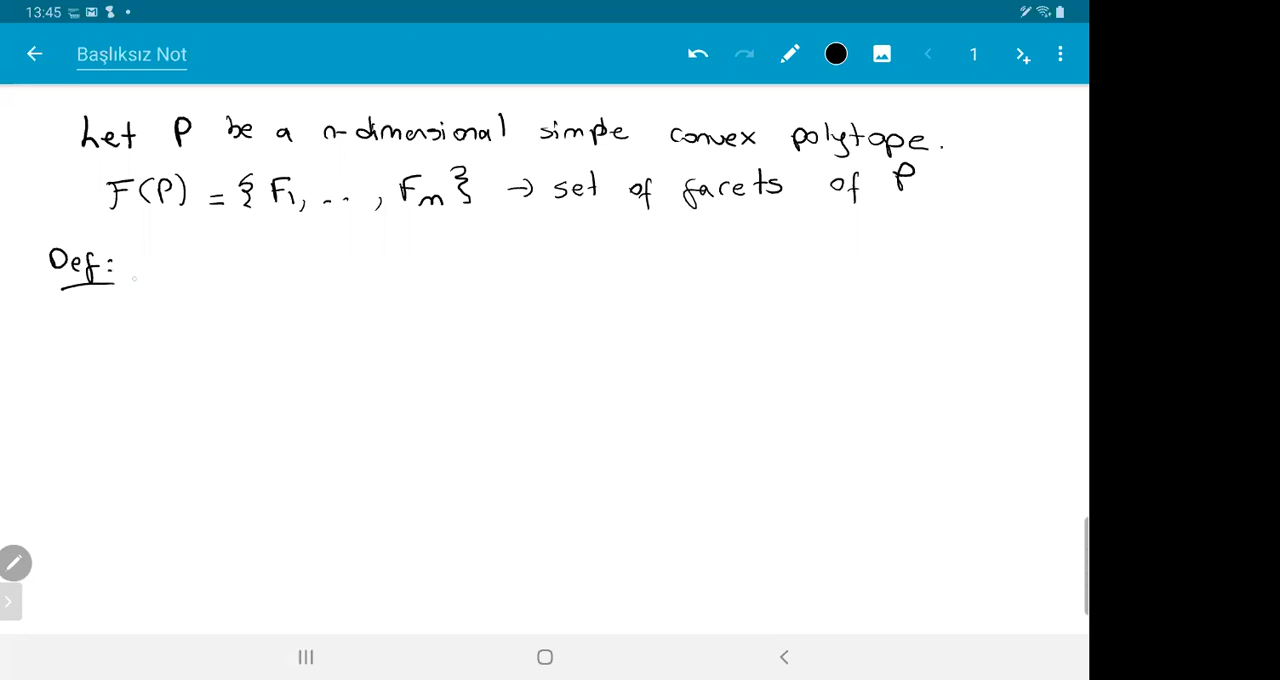 13:45
Başlıksız Not
1
Let P be a n-dimensional simple convex polytope.
F(P) = { F1, .. , Fm } → set of facets of P
Def: